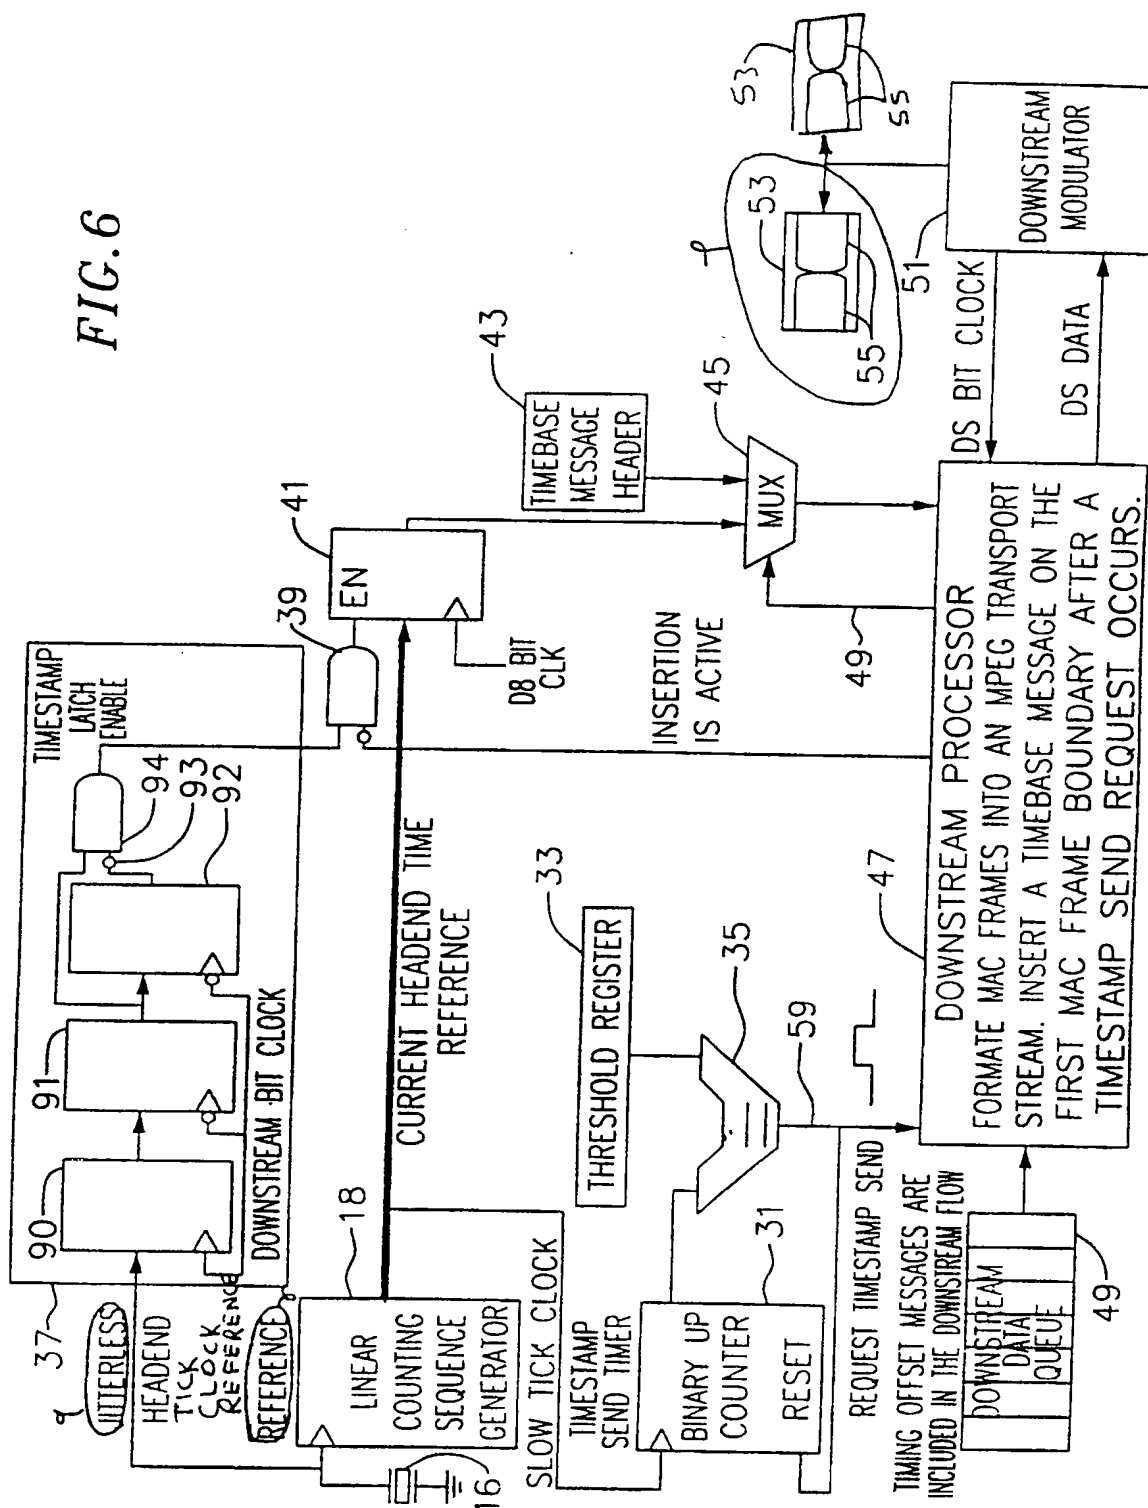 FIG.6
37
JITTERLESS
HEADEND
TICK
CLOCK
REFERENCE
REFERENCE
90
91
92
93
94
TIMESTAMP
LATCH
ENABLE
DOWNSTREAM BIT CLOCK
39
41
EN
D8 BIT
CLK
43
TIMEBASE
MESSAGE
HEADER
45
MUX
49
INSERTION
IS ACTIVE
CURRENT HEADEND TIME
REFERENCE
18
LINEAR
COUNTING
SEQUENCE
GENERATOR
16
SLOW TICK CLOCK
TIMESTAMP
SEND TIMER
BINARY UP
COUNTER
RESET
31
33
THRESHOLD REGISTER
35
59
REQUEST TIMESTAMP SEND
TIMING OFFSET MESSAGES ARE
INCLUDED IN THE DOWNSTREAM FLOW
DOWNSTREAM
DATA
QUEUE
49
47
DOWNSTREAM PROCESSOR
FORMATE MAC FRAMES INTO AN MPEG TRANSPORT
STREAM. INSERT A TIMEBASE MESSAGE ON THE
FIRST MAC FRAME BOUNDARY AFTER A
TIMESTAMP SEND REQUEST OCCURS.
DS BIT CLOCK
DS DATA
51
DOWNSTREAM
MODULATOR
53
55
53
55